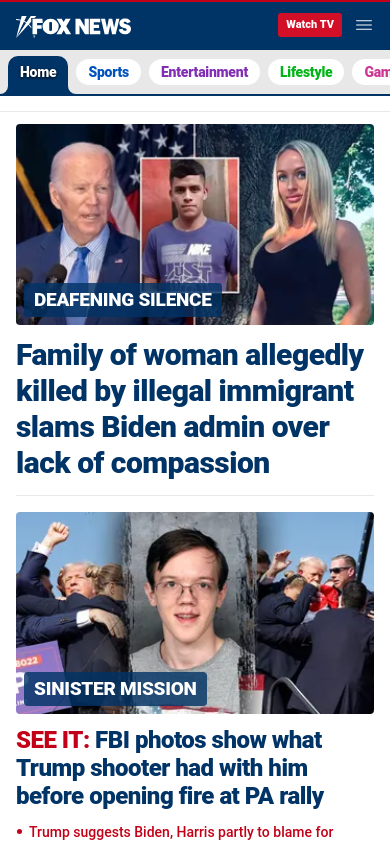 FOX NEWS
Watch TV
Home Sports Entertainment Lifestyle Gam
NIKE
JUST
DEAFENING SILENCE
Family of woman allegedly
killed by illegal immigrant
slams Biden admin over
lack of compassion
SINISTER MISSION
SEE IT: FBI photos show what
Trump shooter had with him
before opening fire at PA rally
• Trump suggests Biden, Harris partly to blame for